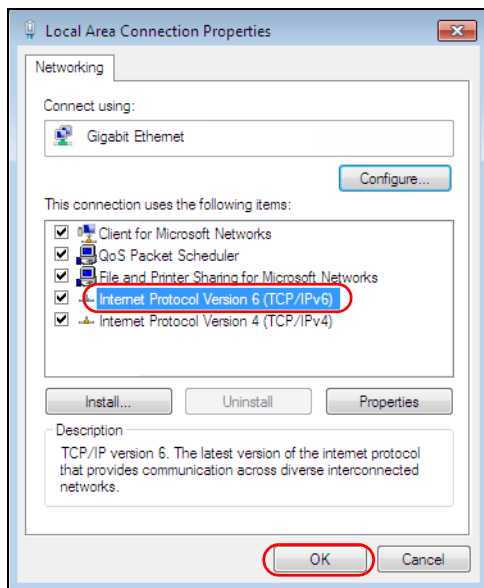 Local Area Connection Properties
Networking
Connect using:
Gigabit Ethernet
Configure...
This connection uses the following items:
Client for Microsoft Networks
QoS Packet Scheduler
File and Printer Sharing for Microsoft Networks
Internet Protocol Version 6 (TCP/IPv6)
Internet Protocol Version 4 (TCP/IPv4)
Install...
Uninstall
Properties
Description
TCP/IP version 6. The latest version of the internet protocol
that provides communication across diverse interconnected
networks.
OK
Cancel